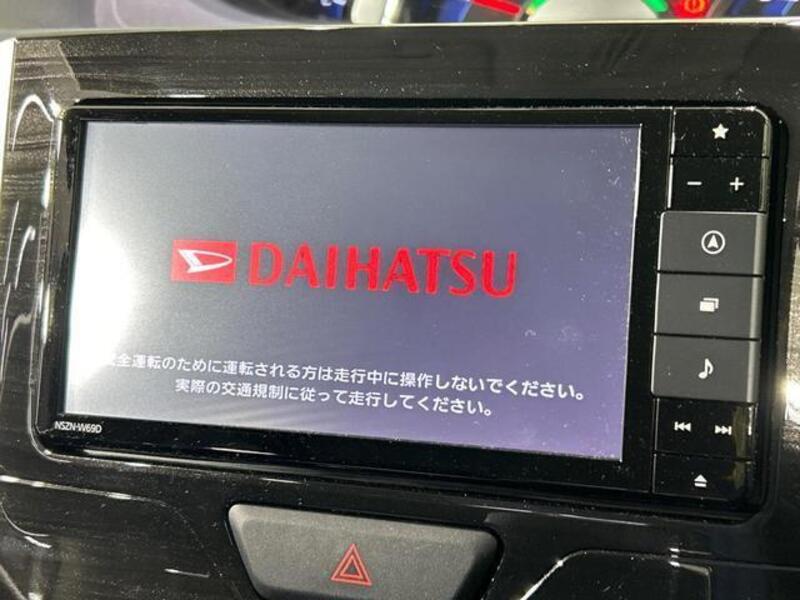 DAIHATSU
安全運転のために運転される方は走行中に操作しないでください。
実際の交通規制に従って走行してください。
NSZN-W69D